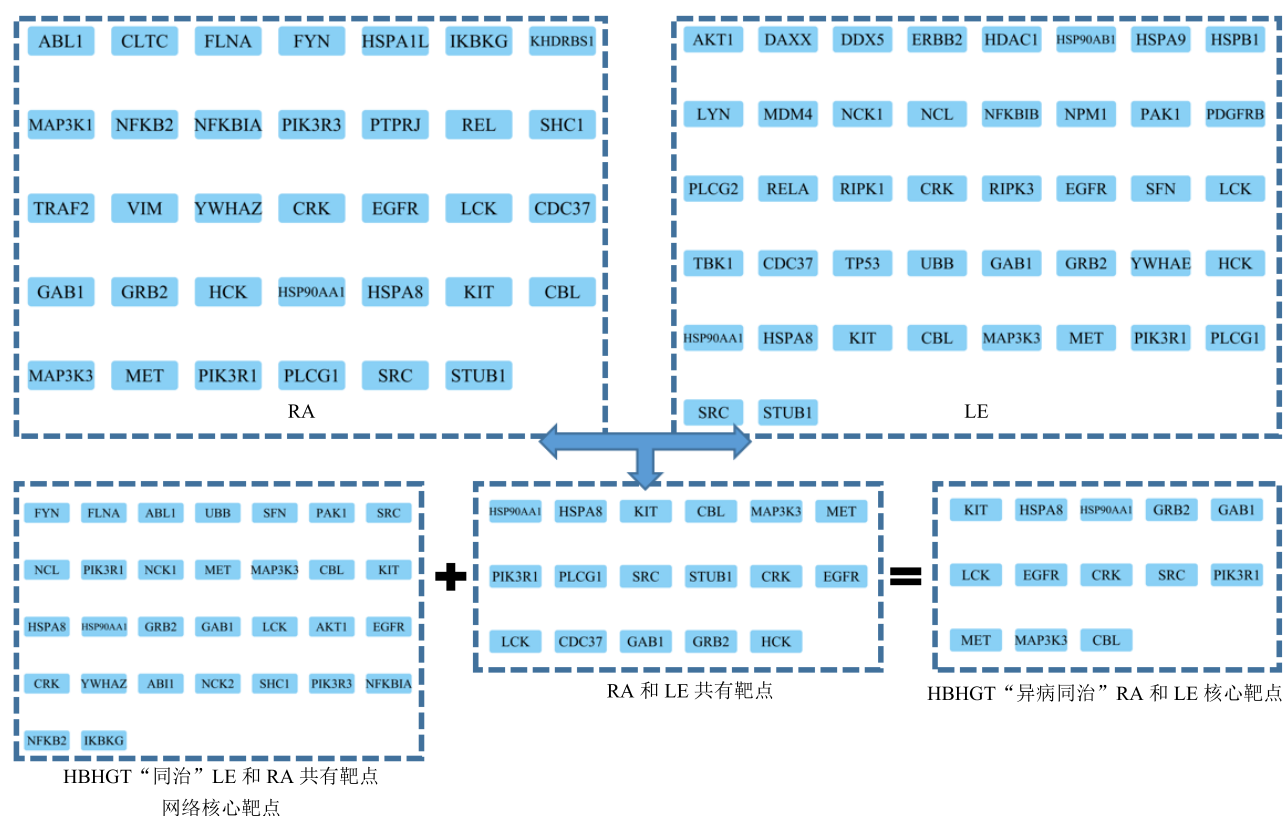 ABL1 CLTC FLNA FYN HSPA1L IKBKG KHDRBS1
MAP3K1 NFKB2 NFKBIA PIK3R3 PTPRJ REL SHC1
TRAF2 VIM YWHAZ CRK EGFR LCK CDC37
GAB1 GRB2 HCK HSP90AA1 HSPA8 KIT CBL
MAP3K3 MET PIK3R1 PLCG1 SRC STUB1
RA
AKT1 DAXX DDX5 ERBB2 HDAC1 HSP90AB1 HSPA9 HSPB1
LYN MDM4 NCK1 NCL NFKBIB NPM1 PAK1 PDGFRB
PLCG2 RELA RIPK1 CRK RIPK3 EGFR SFN LCK
TBK1 CDC37 TP53 UBB GAB1 GRB2 YWHAE HCK
HSP90AA1 HSPA8 KIT CBL MAP3K3 MET PIK3R1 PLCG1
SRC STUB1
LE
FYN FLNA ABL1 UBB SFN PAK1 SRC
NCL PIK3R1 NCK1 MET MAP3K3 CBL KIT
HSPA8 HSP90AA1 GRB2 GAB1 LCK AKT1 EGFR
CRK YWHAZ ABI1 NCK2 SHC1 PIK3R3 NFKBIA
NFKB2 IKBKG
HBHGT“同治”LE 和 RA 共有靶点
网络核心靶点
+
HSP90AA1 HSPA8 KIT CBL MAP3K3 MET
PIK3R1 PLCG1 SRC STUB1 CRK EGFR
LCK CDC37 GAB1 GRB2 HCK
RA 和 LE 共有靶点
=
KIT HSPA8 HSP90AA1 GRB2 GAB1
LCK EGFR CRK SRC PIK3R1
MET MAP3K3 CBL
HBHGT“异病同治”RA 和 LE 核心靶点